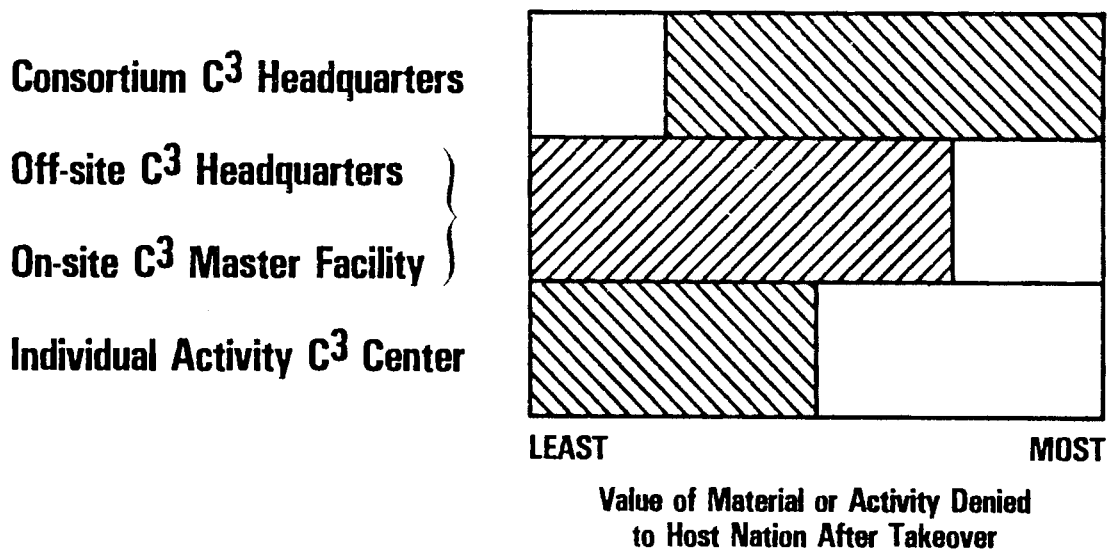 Consortium C³ Headquarters
Off-site C³ Headquarters
On-site C³ Master Facility
Individual Activity C³ Center
LEAST MOST
Value of Material or Activity Denied
to Host Nation After Takeover